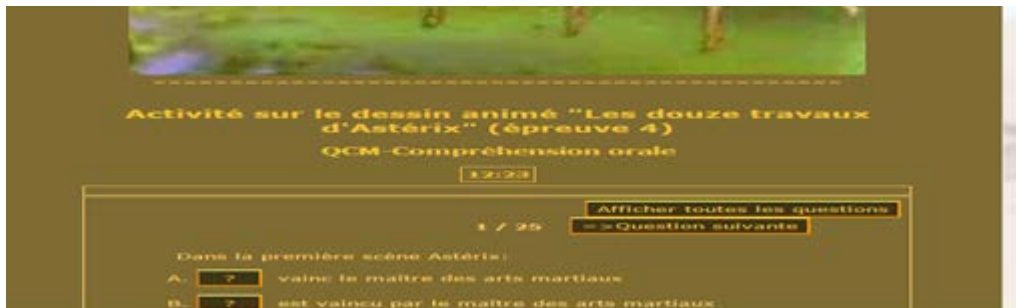 Activité sur le dessin animé "Les douze travaux
d'Astérix" (épreuve 4)
QCM-Compréhension orale
12:23
Afficher toutes les questions
1 / 25 =>Question suivante
Dans la première scène Astérix:
A. ? vainc le maître des arts martiaux
B. ? est vaincu par le maître des arts martiaux